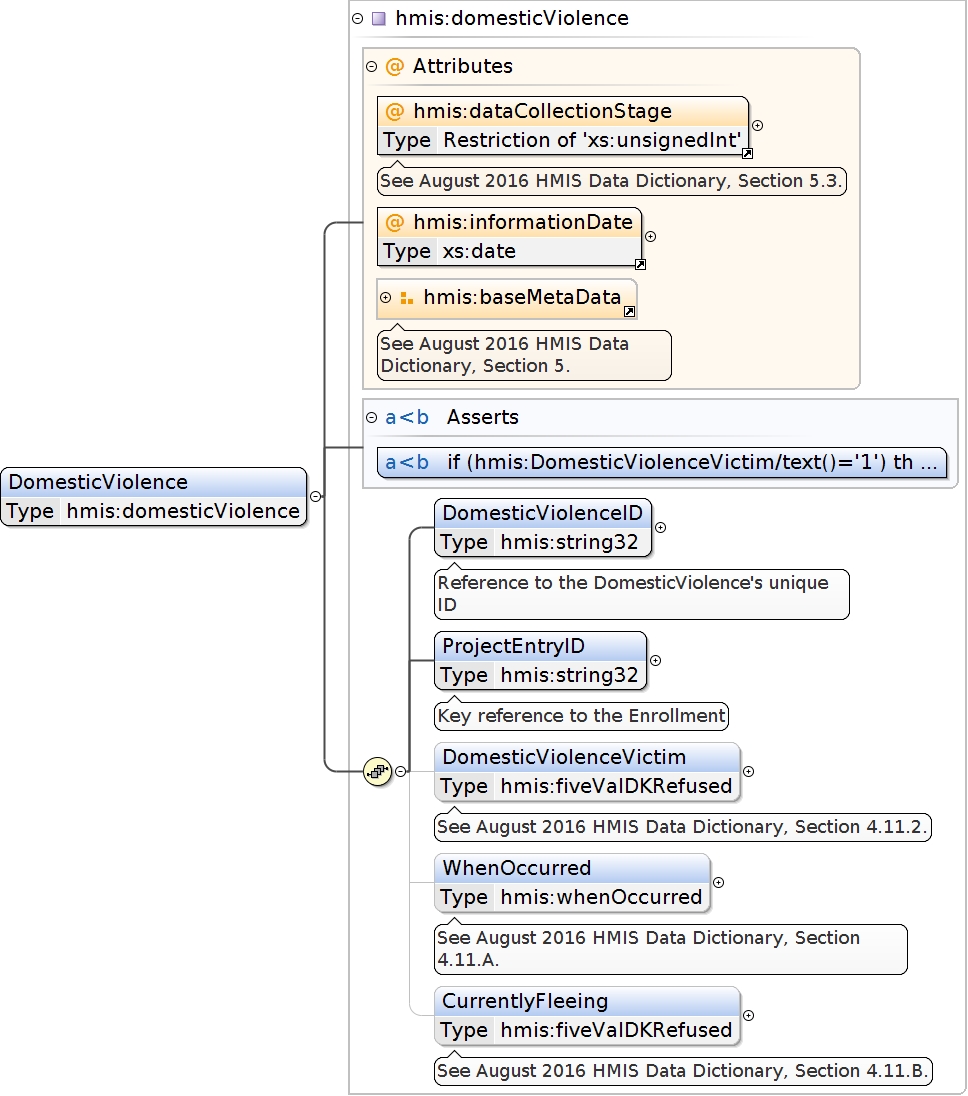 hmis:domesticViolence
@ Attributes
@ hmis:dataCollectionStage
Type Restriction of 'xs:unsignedInt'
See August 2016 HMIS Data Dictionary, Section 5.3.
@ hmis:informationDate
Type xs:date
hmis:baseMetaData
See August 2016 HMIS Data
Dictionary, Section 5.
a<b Asserts
a<b if (hmis:DomesticViolenceVictim/text()='1') th ...
DomesticViolence
Type hmis:domesticViolence
DomesticViolenceID
Type hmis:string32
Reference to the DomesticViolence's unique
ID
ProjectEntryID
Type hmis:string32
Key reference to the Enrollment
DomesticViolenceVictim
Type hmis:fiveValDKRefused
See August 2016 HMIS Data Dictionary, Section 4.11.2.
WhenOccurred
Type hmis:whenOccurred
See August 2016 HMIS Data Dictionary, Section
4.11.A.
CurrentlyFleeing
Type hmis:fiveValDKRefused
See August 2016 HMIS Data Dictionary, Section 4.11.B.